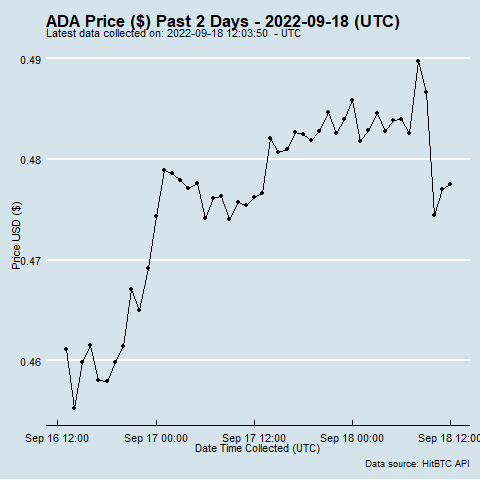 ADA Price ($) Past 2 Days - 2022-09-18 (UTC)
Latest data collected on: 2022-09-18 12:03:50 - UTC
0.49
0.48
0.47
0.46
Price USD ($)
Sep 16 12:00 Sep 17 00:00 Sep 17 12:00 Sep 18 00:00 Sep 18 12:00
Date Time Collected (UTC)
Data source: HitBTC API